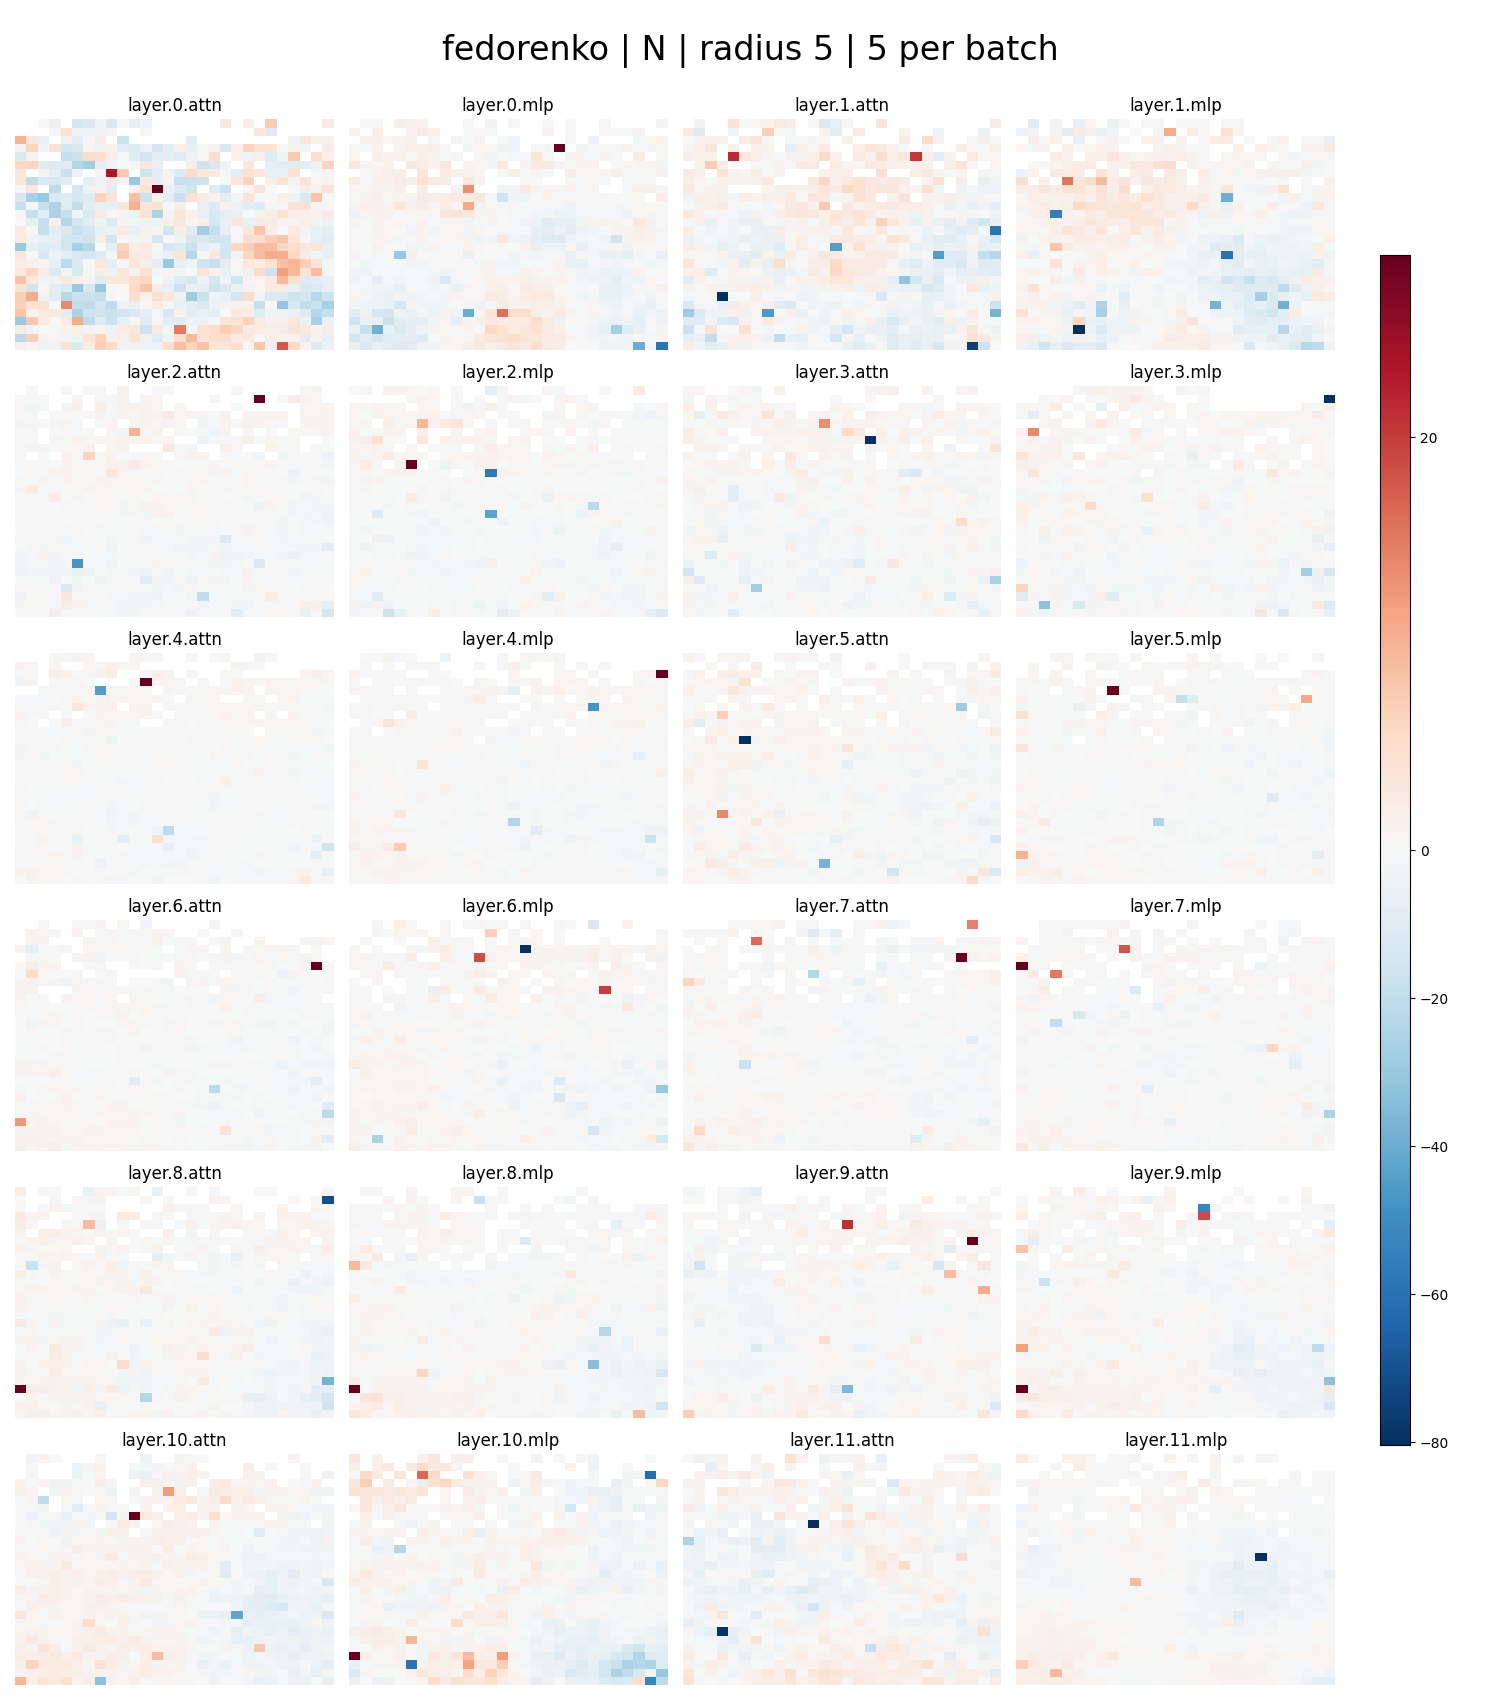 fedorenko | N | radius 5 | 5 per batch
layer.0.attn
layer.0.mlp
layer.1.attn
layer.1.mlp
layer.2.attn
layer.2.mlp
layer.3.attn
layer.3.mlp
layer.4.attn
layer.4.mlp
layer.5.attn
layer.5.mlp
layer.6.attn
layer.6.mlp
layer.7.attn
layer.7.mlp
layer.8.attn
layer.8.mlp
layer.9.attn
layer.9.mlp
layer.10.attn
layer.10.mlp
layer.11.attn
layer.11.mlp
20
0
−20
−40
−60
−80